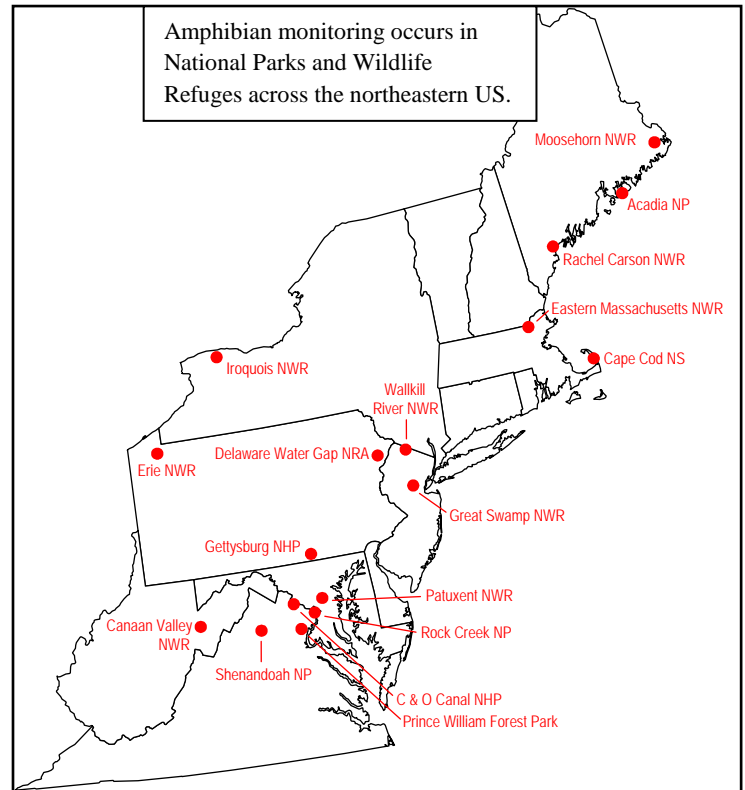 Amphibian monitoring occurs in
National Parks and Wildlife
Refuges across the northeastern US.
Moosehorn NWR
Acadia NP
Rachel Carson NWR
Eastern Massachusetts NWR
Cape Cod NS
Iroquois NWR
Wallkill
River NWR
Delaware Water Gap NRA
Erie NWR
Great Swamp NWR
Gettysburg NHP
Patuxent NWR
Canaan Valley
NWR
Rock Creek NP
Shenandoah NP
C & O Canal NHP
Prince William Forest Park